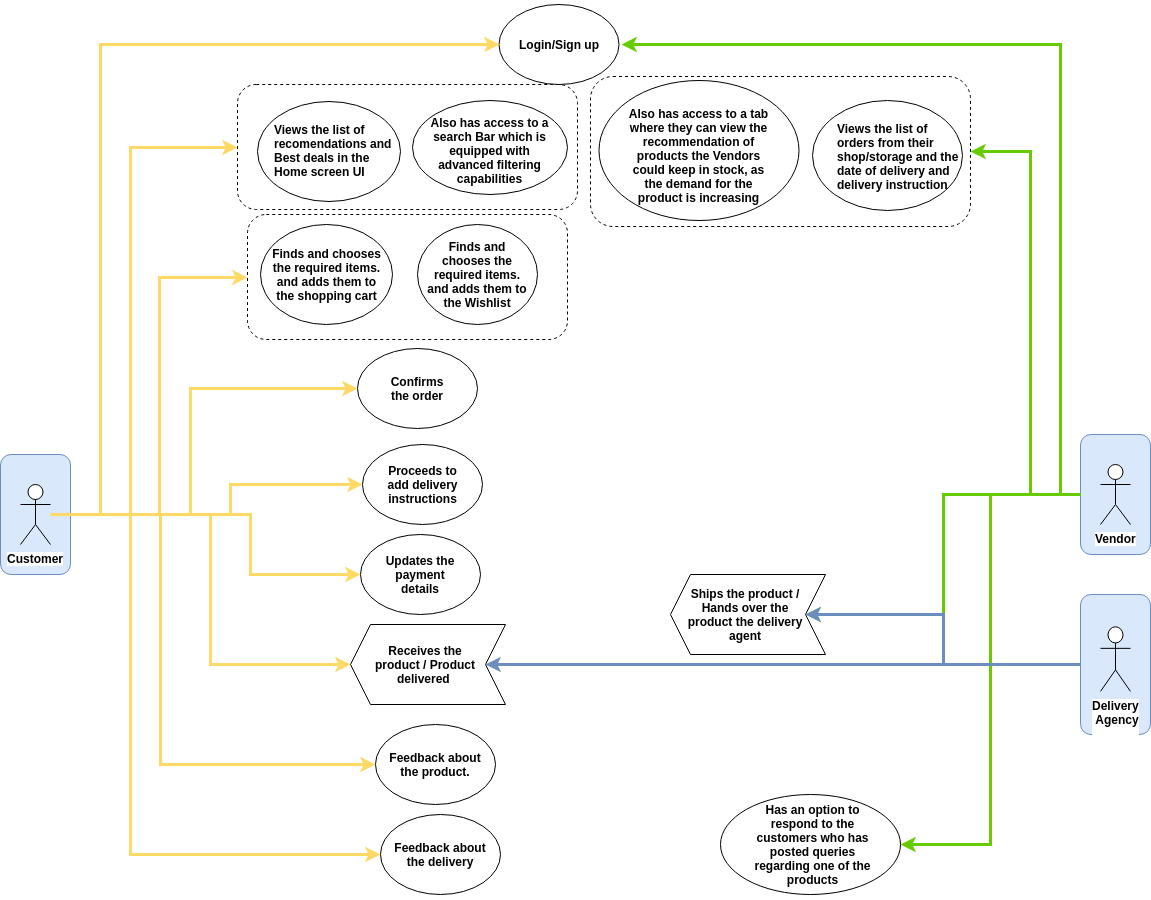 Login/Sign up
Views the list of
recomendations and
Best deals in the
Home screen UI
Also has access to a
search Bar which is
equipped with
advanced filtering
capabilities
Also has access to a tab
where they can view the
recommendation of
products the Vendors
could keep in stock, as
the demand for the
product is increasing
Views the list of
orders from their
shop/storage and the
date of delivery and
delivery instruction
Finds and chooses
the required items.
and adds them to
the shopping cart
Finds and
chooses the
required items.
and adds them to
the Wishlist
Confirms
the order
Proceeds to
add delivery
instructions
Customer
Vendor
Updates the
payment
details
Ships the product /
Hands over the
product the delivery
agent
Receives the
product / Product
delivered
Delivery
Agency
Feedback about
the product.
Has an option to
respond to the
customers who has
posted queries
regarding one of the
products
Feedback about
the delivery